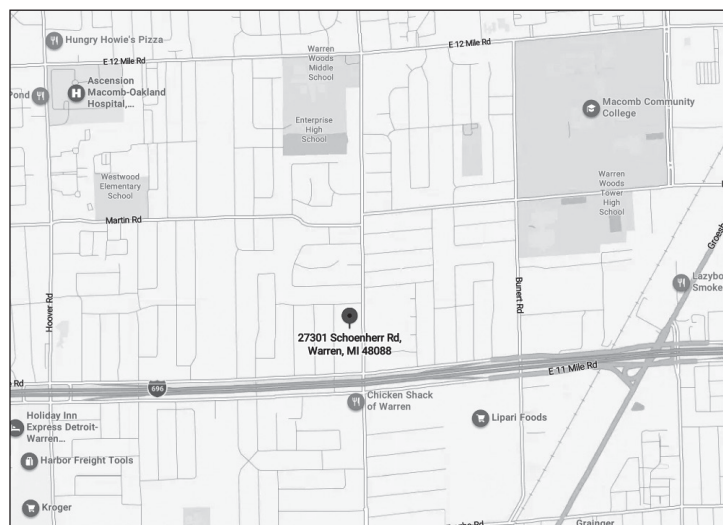 Hungry Howie's Pizza
E 12 Mile Rd
Warren
Woods
Middle
School
E 12 Mile Rd
Ascension
Macomb-Oakland
Hospital,...
Pond
H
Macomb Community
College
Enterprise
High
School
Westwood
Elementary
School
Warren
Woods
Tower
High
School
Martin Rd
Hoover Rd
Bunert Rd
Groesb
Lazybo
Smoke
27301 Schoenherr Rd,
Warren, MI 48088
E 11 Mile Rd
e Rd
696
Chicken Shack
of Warren
Holiday Inn
Express Detroit-
Warren...
Lipari Foods
Harbor Freight Tools
Kroger
Rd
Grainger